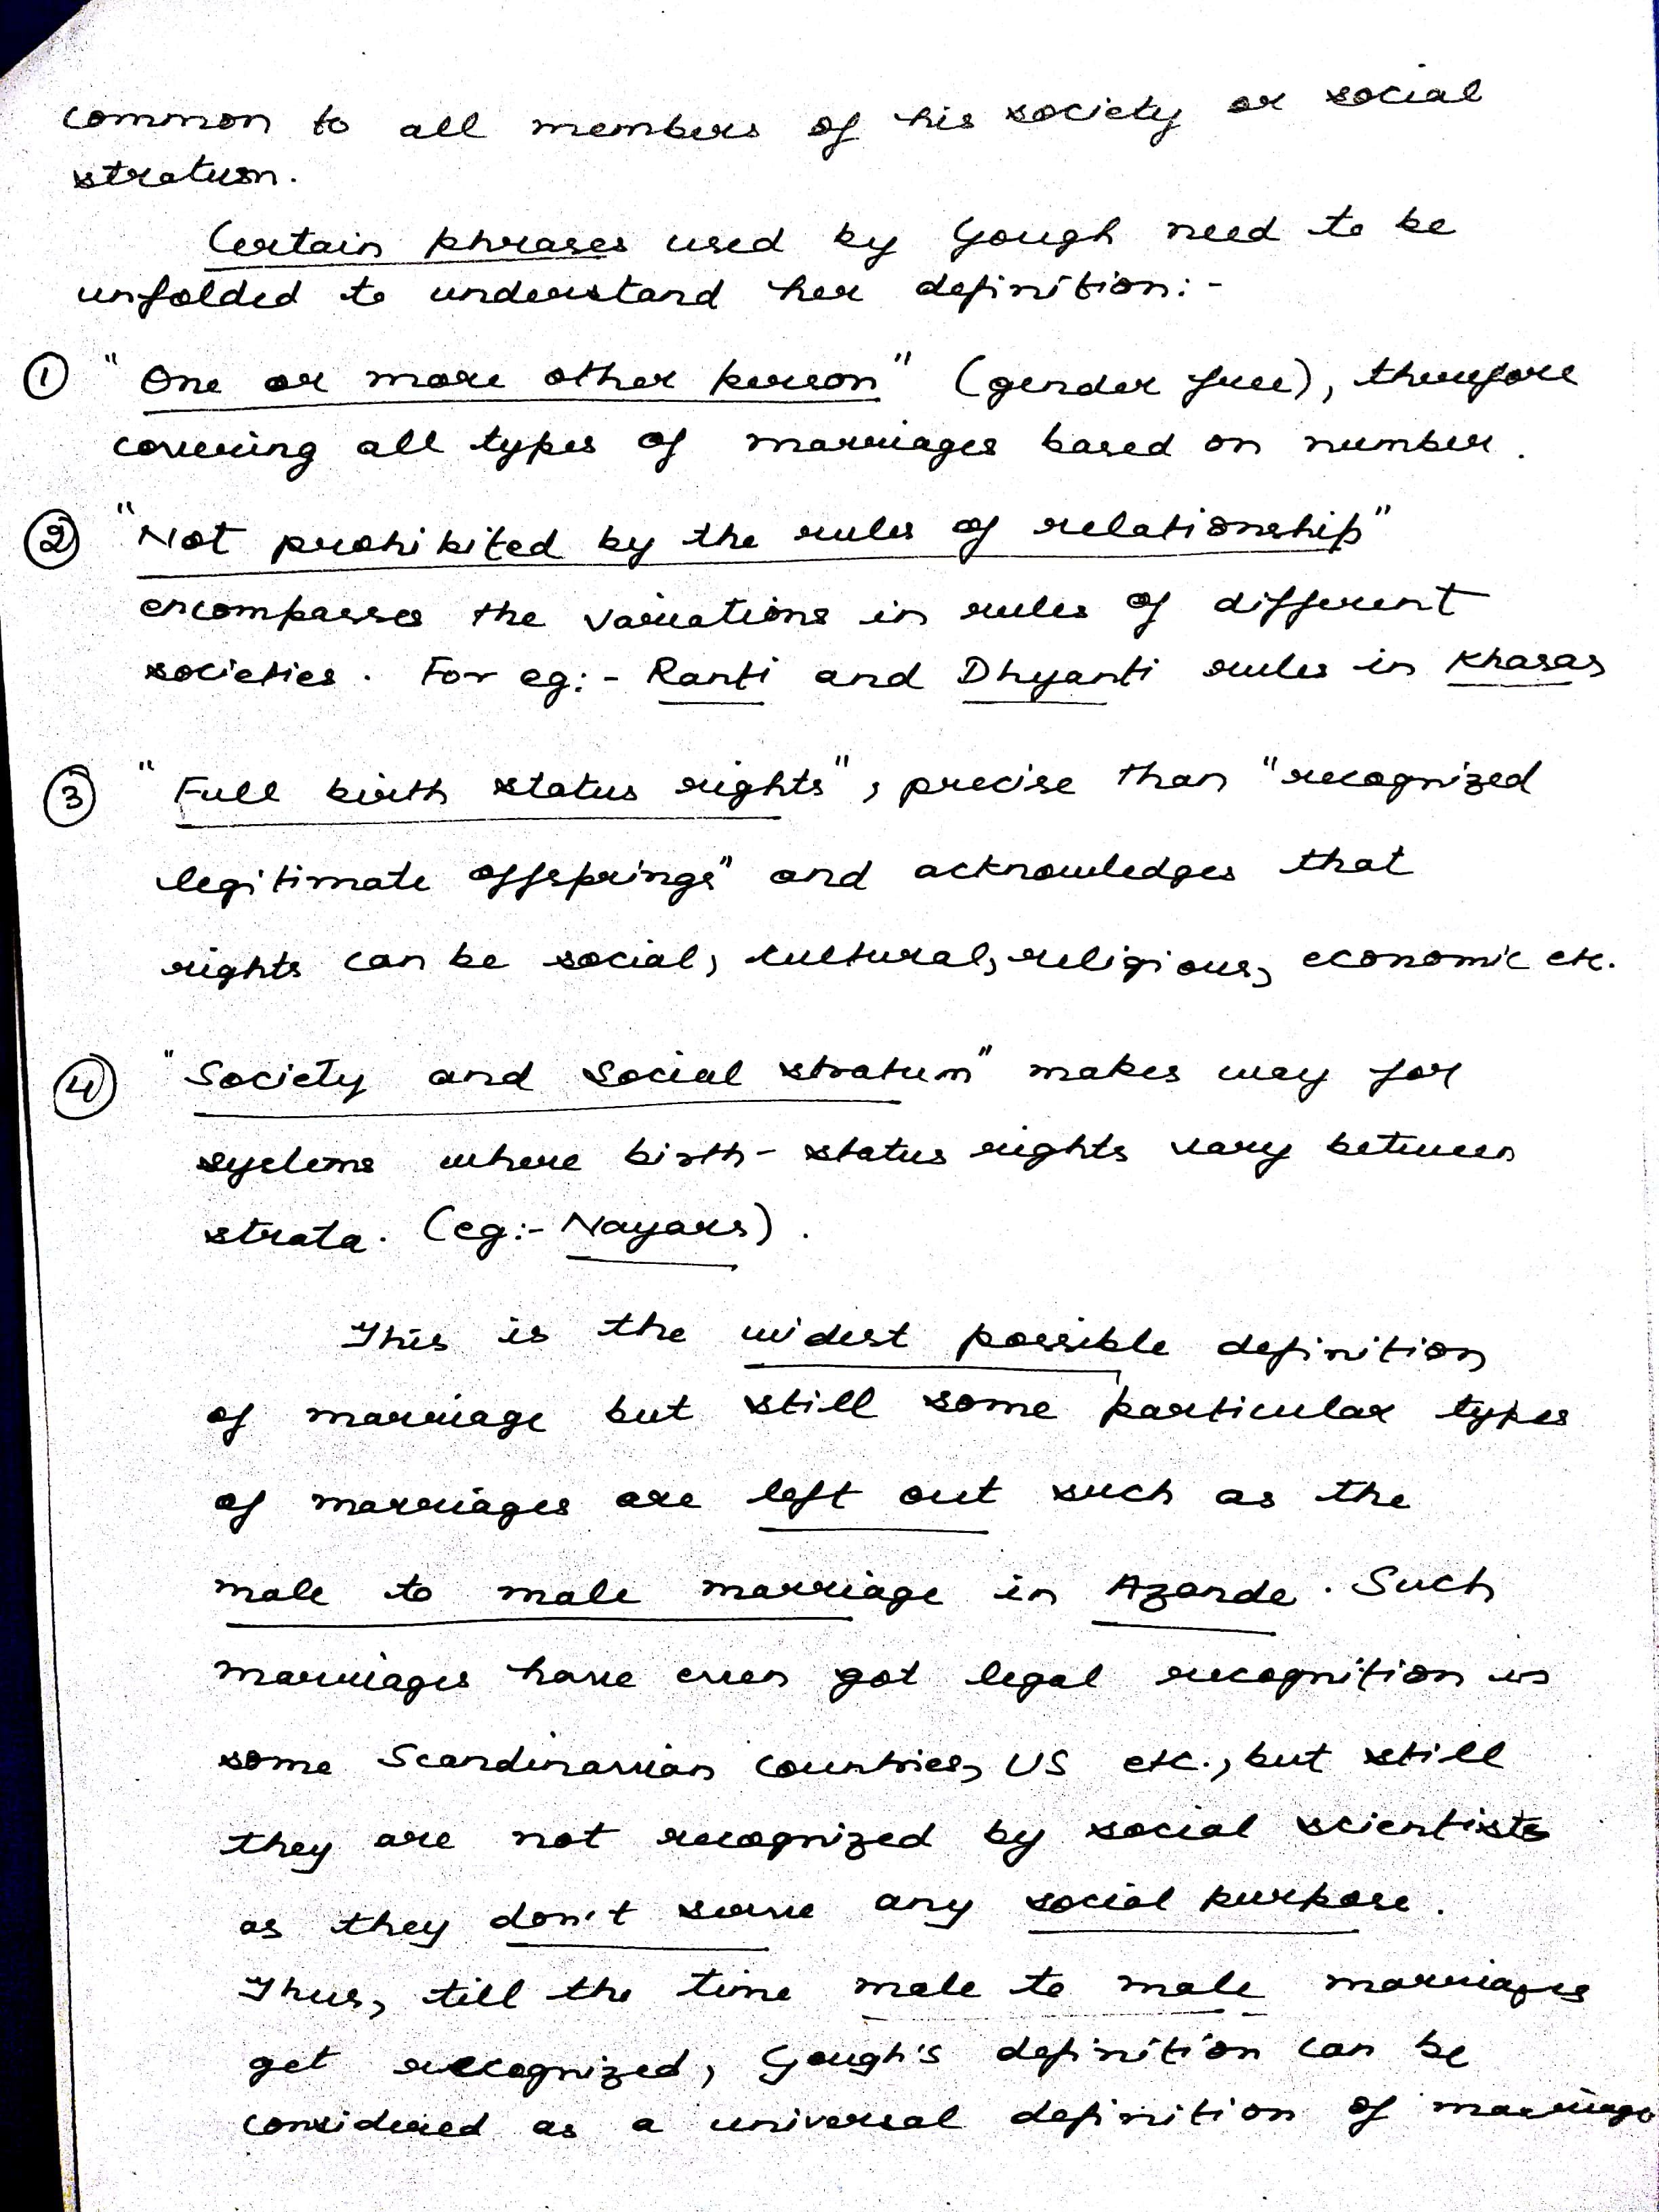 common to all members of his society or social
stratum.
Certain phrases used by Gough need to be
unfolded to understand her definition:-
① "One or more other person" (gender free), therefore
covering all types of marriages based on number.
② "Not prohibited by the rules of relationship"
encompasses the variations in rules of different
societies. For eg:- Ranti and Dhyanti rules in Khasas
③ "Full birth status rights", precise than "recognized
legitimate offsprings" and acknowledges that
rights can be social, cultural, religious, economic etc.
④ "Society and social stratum" makes way for
systems where birth-status rights vary between
strata. (eg:- Nayars).
This is the widest possible definition
of marriage but still some particular types
of marriages are left out such as the
male to male marriage in Azande. Such
marriages have even got legal recognition in
some Scandinavian countries, US etc., but still
they are not recognized by social scientists
as they don't serve any social purpose.
Thus, till the time male to male marriages
get recognized, Gough's definition can be
considered as a universal definition of marriage